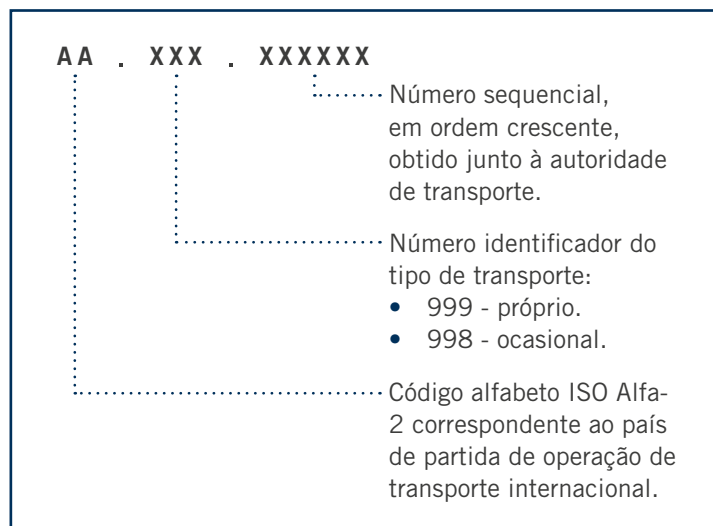 AA . XXX . XXXXXX
Número sequencial,
em ordem crescente,
obtido junto à autoridade
de transporte.
Número identificador do
tipo de transporte:
• 999 - próprio.
• 998 - ocasional.
Código alfabeto ISO Alfa-
2 correspondente ao país
de partida de operação de
transporte internacional.